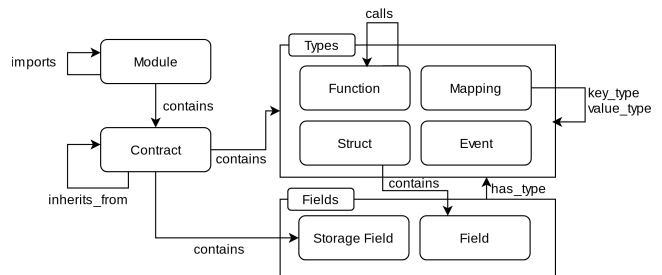 calls
Types
imports
Module
Function
Mapping
key_type
value_type
contains
Contract
contains
Struct
Event
contains
has_type
inherits_from
Fields
contains
Storage Field
Field